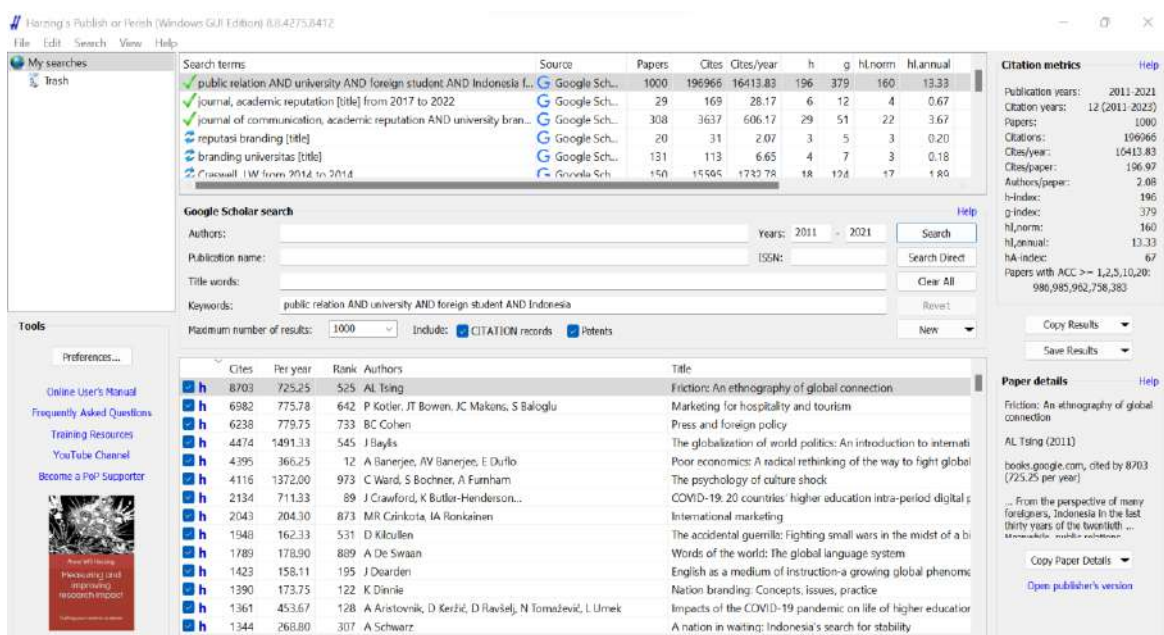 Harzing's Publish or Perish (Windows GUI Edition) 8.8.4275.8412
File Edit Search View Help
My searches
Trash
Search terms Source Papers Cites Cites/year h g hI,norm hI,annual
public relation AND university AND foreign student AND Indonesia f... Google Sch... 1000 196966 16413.83 196 379 160 13.33
journal, academic reputation [title] from 2017 to 2022 Google Sch... 29 169 28.17 6 12 4 0.67
journal of communication, academic reputation AND university bran... Google Sch... 308 3637 606.17 29 51 22 3.67
reputasi branding [title] Google Sch... 20 31 2.07 3 5 3 0.20
branding universitas [title] Google Sch... 131 113 6.65 4 7 3 0.18
Creswell, J.W from 2014 to 2014 Google Sch 150 15595 1732.78 18 124 17 1.89
Google Scholar search Help
Authors: Years: 2011 - 2021 Search
Publication name: ISSN: Search Direct
Title words: Clear All
Keywords: public relation AND university AND foreign student AND Indonesia Revert
Maximum number of results: 1000 Include: CITATION records Patents New
Cites Per year Rank Authors Title
h 8703 725.25 525 AL Tsing Friction: An ethnography of global connection
h 6982 775.78 642 P Kotler, JT Bowen, JC Makens, S Baloglu Marketing for hospitality and tourism
h 6238 779.75 733 BC Cohen Press and foreign policy
h 4474 1491.33 545 J Baylis The globalization of world politics: An introduction to internati
h 4395 366.25 12 A Banerjee, AV Banerjee, E Duflo Poor economics: A radical rethinking of the way to fight global
h 4116 1372.00 973 C Ward, S Bochner, A Furnham The psychology of culture shock
h 2134 711.33 89 J Crawford, K Butler-Henderson... COVID-19: 20 countries' higher education intra-period digital p
h 2043 204.30 873 MR Czinkota, IA Ronkainen International marketing
h 1948 162.33 531 D Kilcullen The accidental guerrilla: Fighting small wars in the midst of a bi
h 1789 178.90 889 A De Swaan Words of the world: The global language system
h 1423 158.11 195 J Dearden English as a medium of instruction-a growing global phenome
h 1390 173.75 122 K Dinnie Nation branding: Concepts, issues, practice
h 1361 453.67 128 A Aristovnik, D Keržič, D Ravšelj, N Tomaževič, L Umek Impacts of the COVID-19 pandemic on life of higher education
h 1344 268.80 307 A Schwarz A nation in waiting: Indonesia's search for stability
Tools
Preferences...
Online User's Manual
Frequently Asked Questions
Training Resources
YouTube Channel
Become a PoP Supporter
Measuring and
improving
research impact
Citation metrics Help
Publication years: 2011-2021
Citation years: 12 (2011-2023)
Papers: 1000
Citations: 196966
Cites/year: 16413.83
Cites/paper: 196.97
Authors/paper: 2.08
h-index: 196
g-index: 379
hI,norm: 160
hI,annual: 13.33
hA-index: 67
Papers with ACC >= 1,2,5,10,20:
986,985,962,758,383
Copy Results
Save Results
Paper details Help
Friction: An ethnography of global
connection
AL Tsing (2011)
books.google.com, cited by 8703
(725.25 per year)
... From the perspective of many
foreigners, Indonesia in the last
thirty years of the twentieth ...
Meanwhile, public relations
Copy Paper Details
Open publisher's version